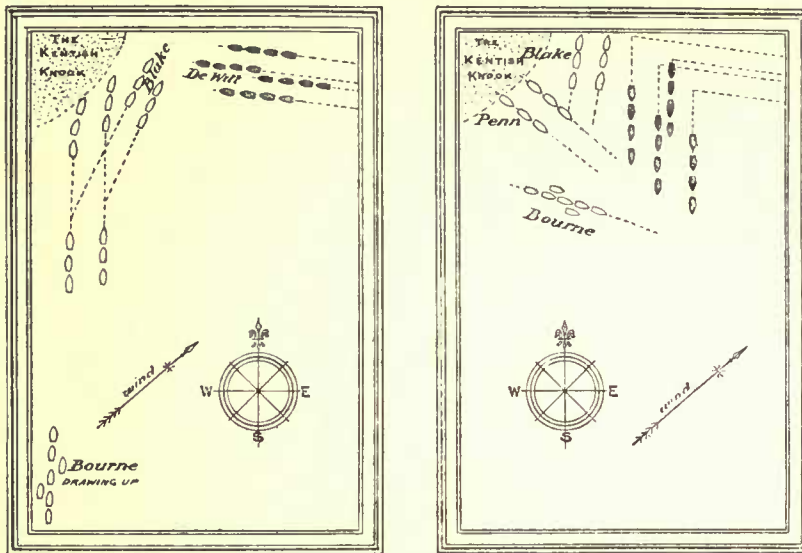 THE
KENTISH
KNOCK
Blake
De Witt
wind
W
E
S
Bourne
DRAWING UP
THE
KENTISH
KNOCK
Blake
Penn
Bourne
W
E
S
wind